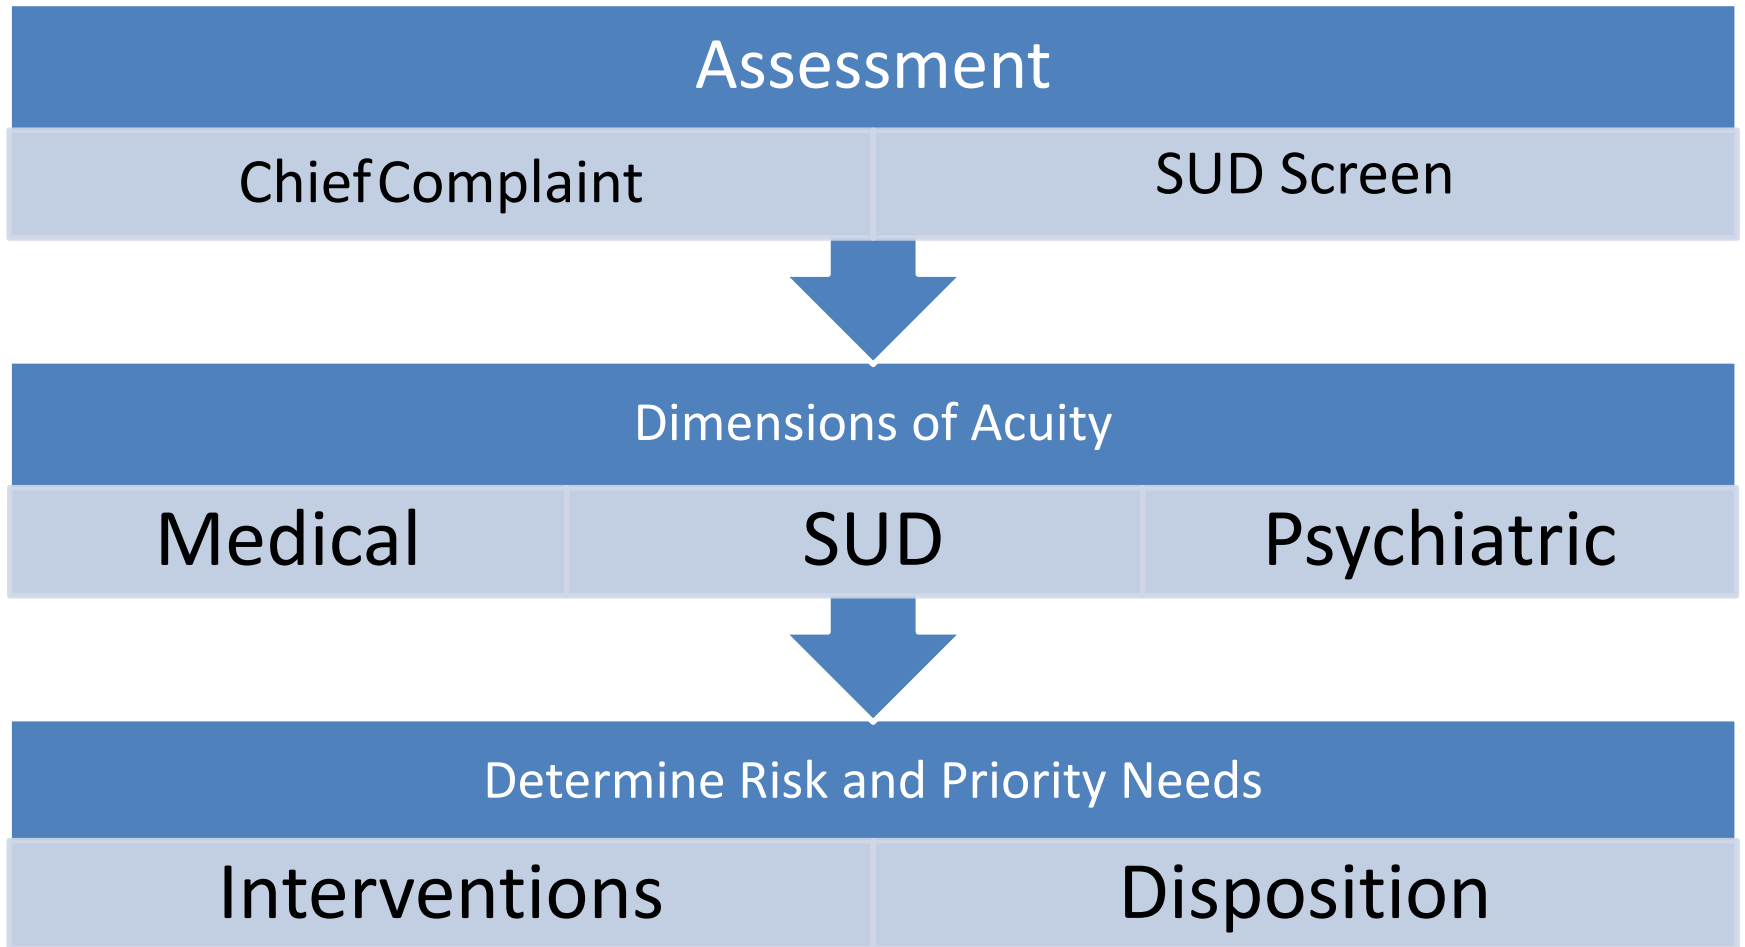 Assessment
Chief Complaint
SUD Screen
Dimensions of Acuity
Medical
SUD
Psychiatric
Determine Risk and Priority Needs
Interventions
Disposition